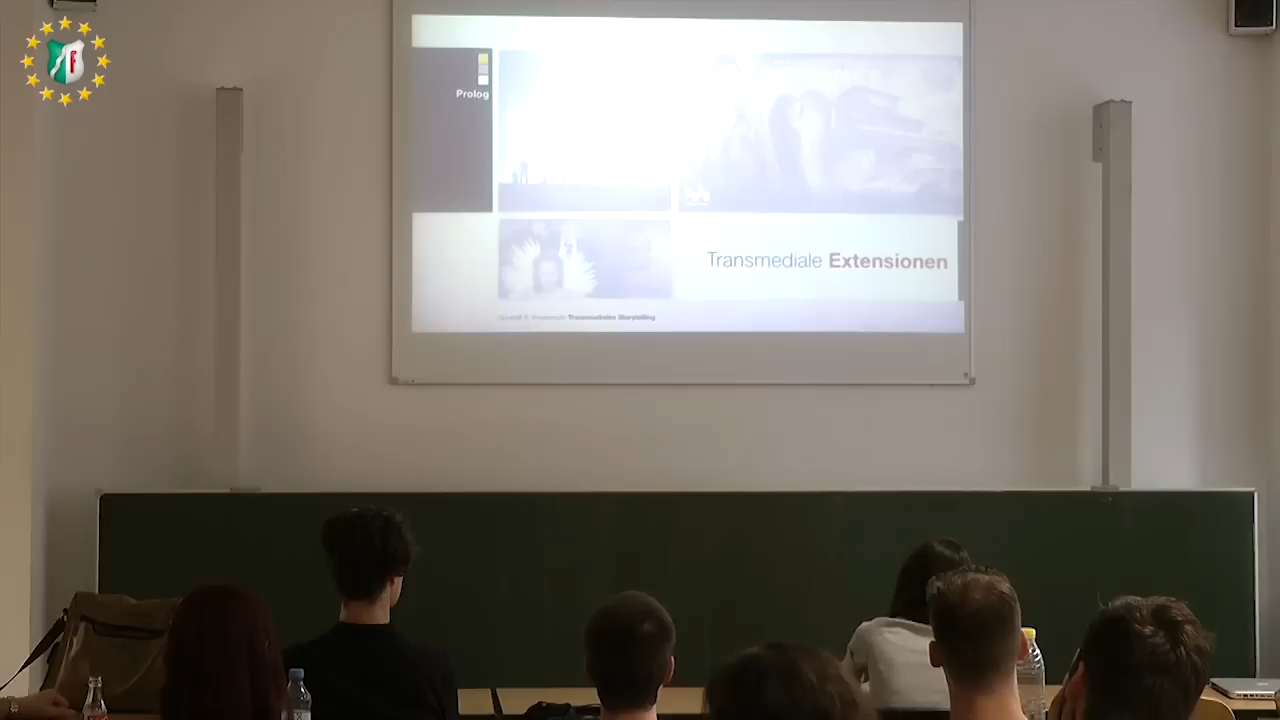 F
Prolog
Transmediale Extensionen
Transmediales Storytelling